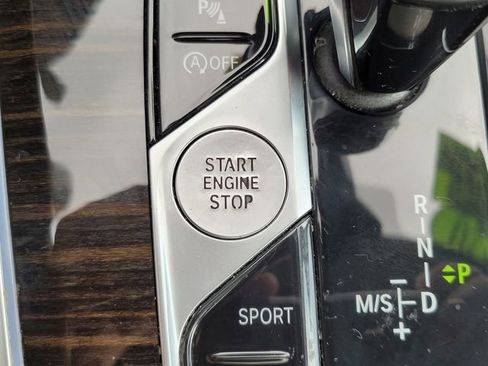 P
A OFF
START
ENGINE
STOP
SPORT
R
N
P
M/S D
−
+